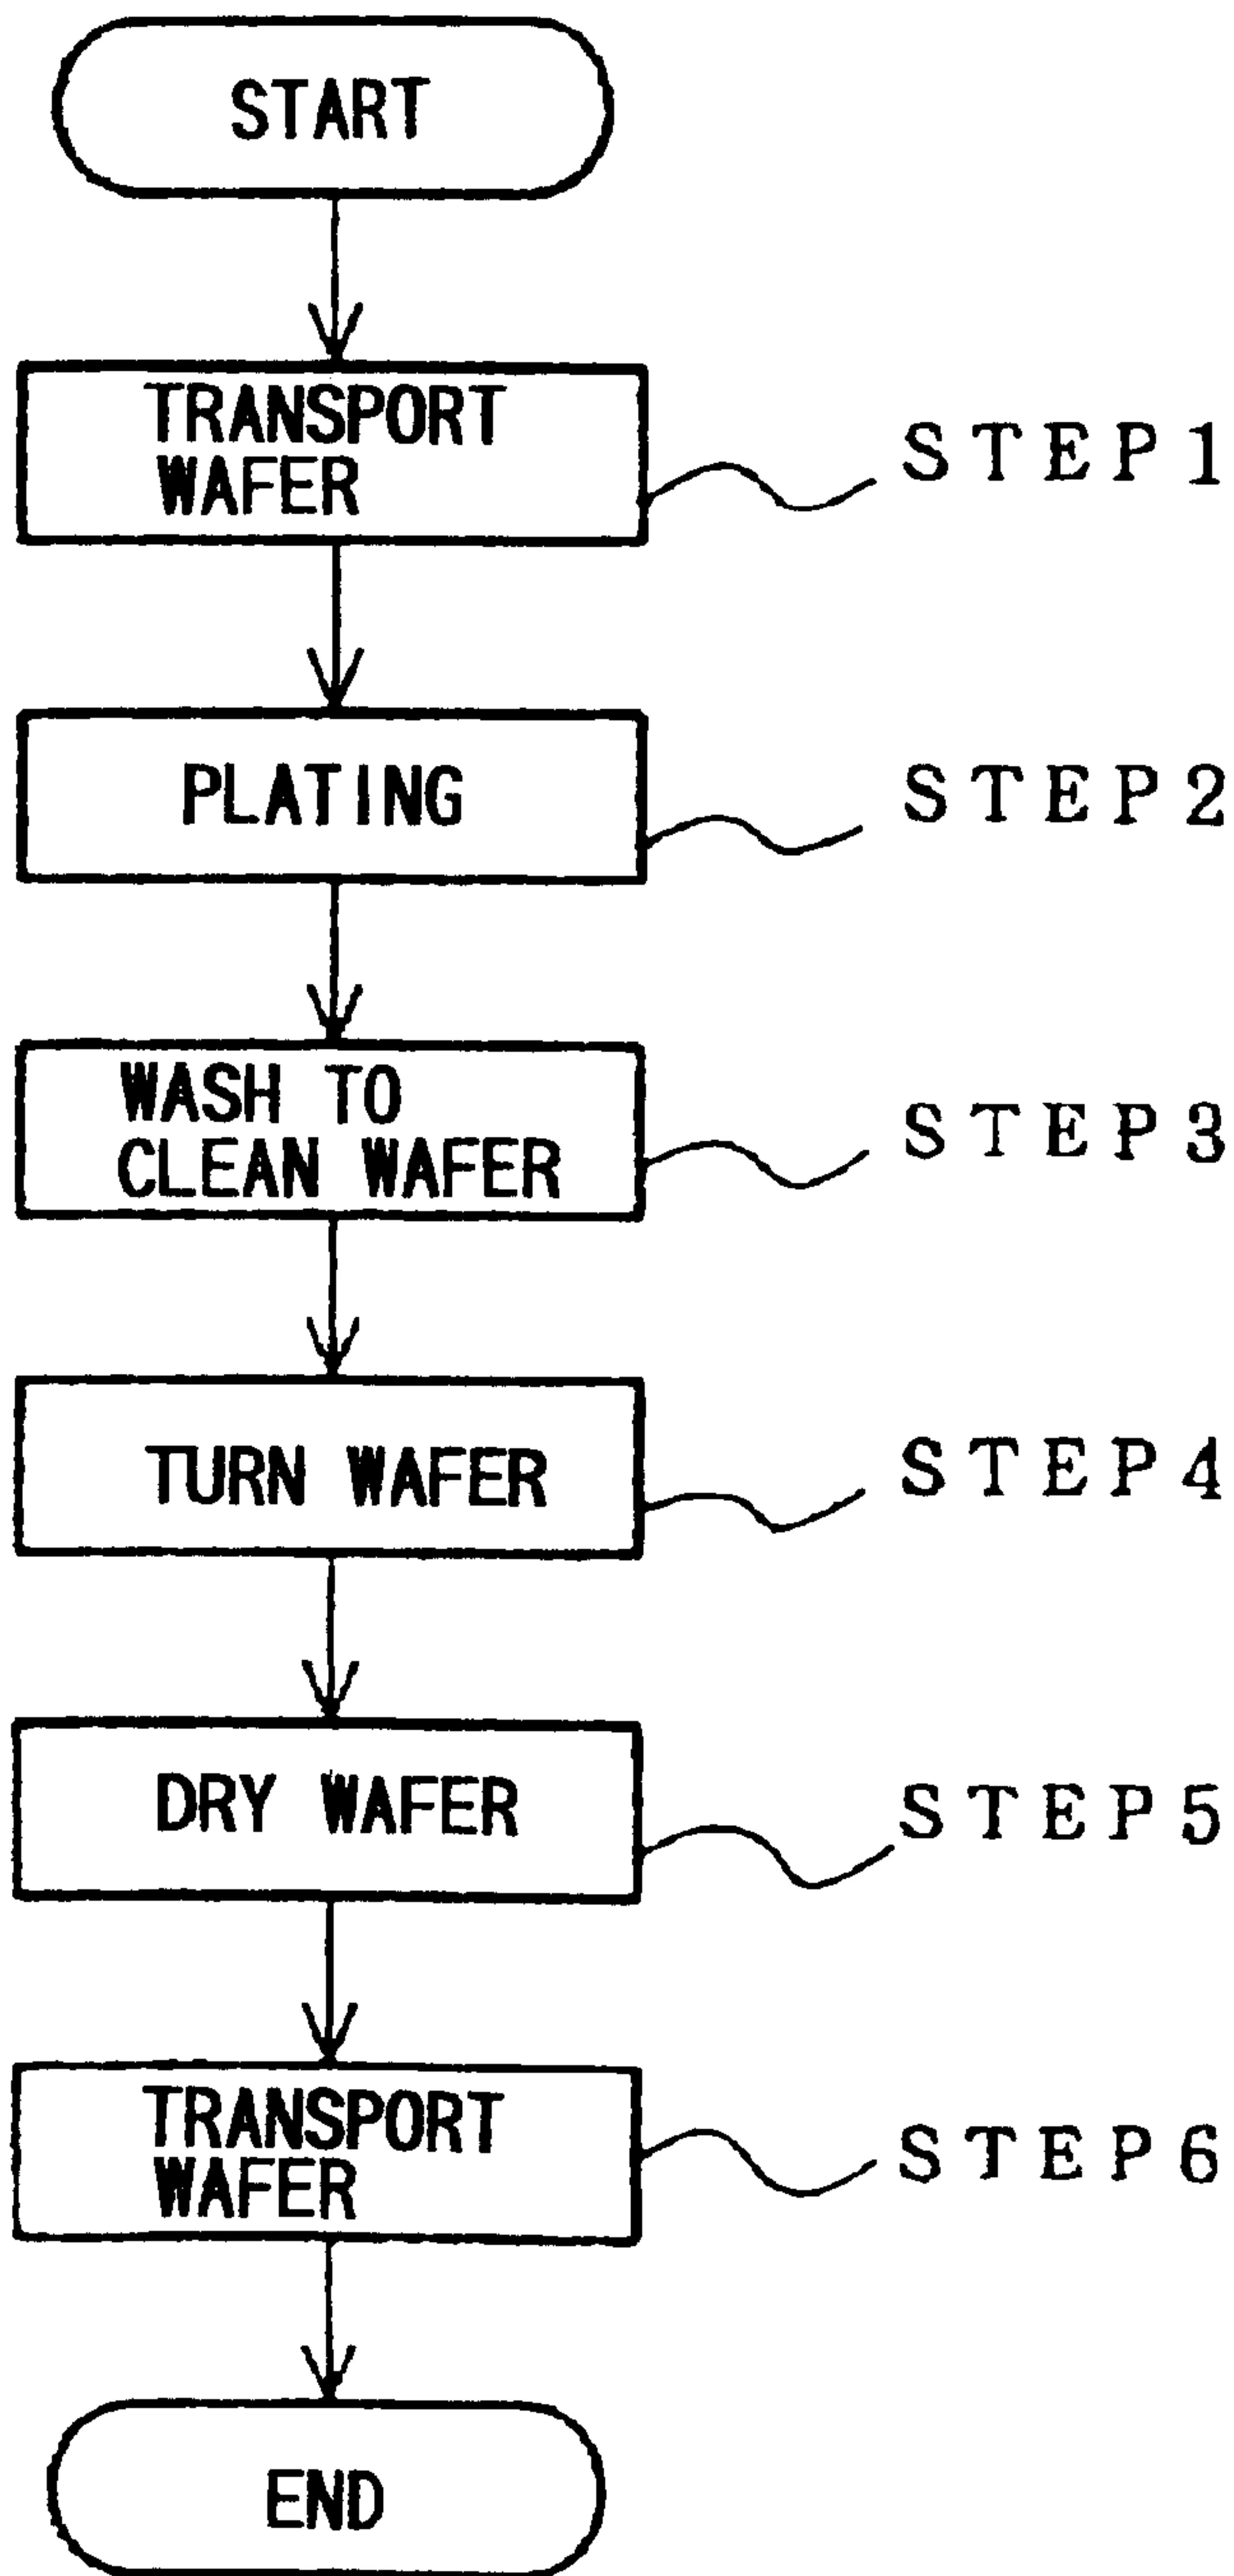 START
TRANSPORT
WAFER
STEP1
PLATING
STEP2
WASH TO
CLEAN WAFER
STEP3
TURN WAFER
STEP4
DRY WAFER
STEP5
TRANSPORT
WAFER
STEP6
END